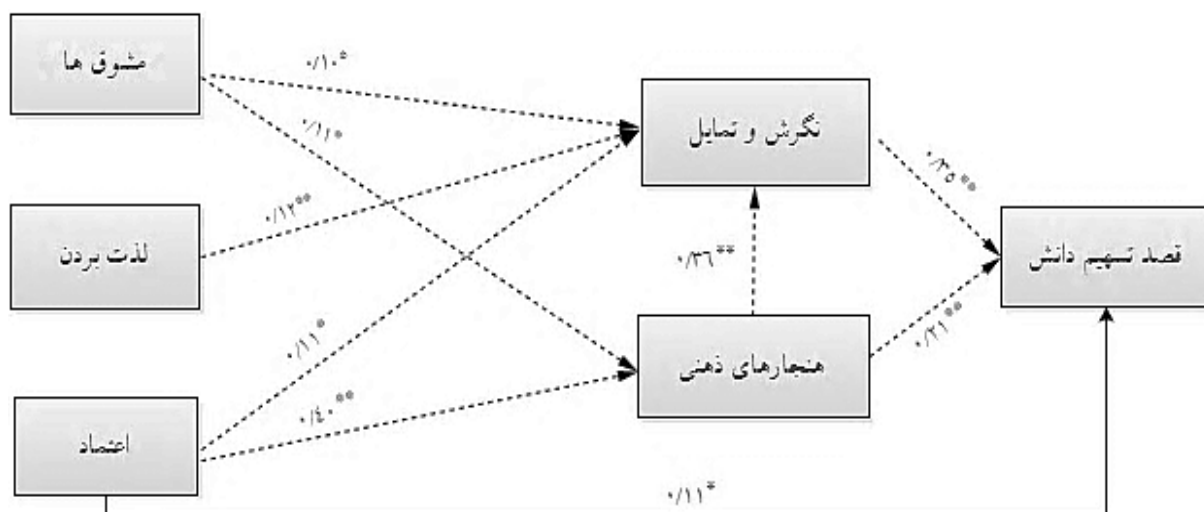 مشوق ها
۰/۱۰*
نگرش و تمایل
۰/۱۱*
۰/۳۵**
لذت بردن
۰/۱۲**
۰/۳۶**
قصد تسهیم دانش
۰/۱۱*
هنجارهای ذهنی
۰/۲۱**
اعتماد
۰/٤۰**
۰/۱۱*